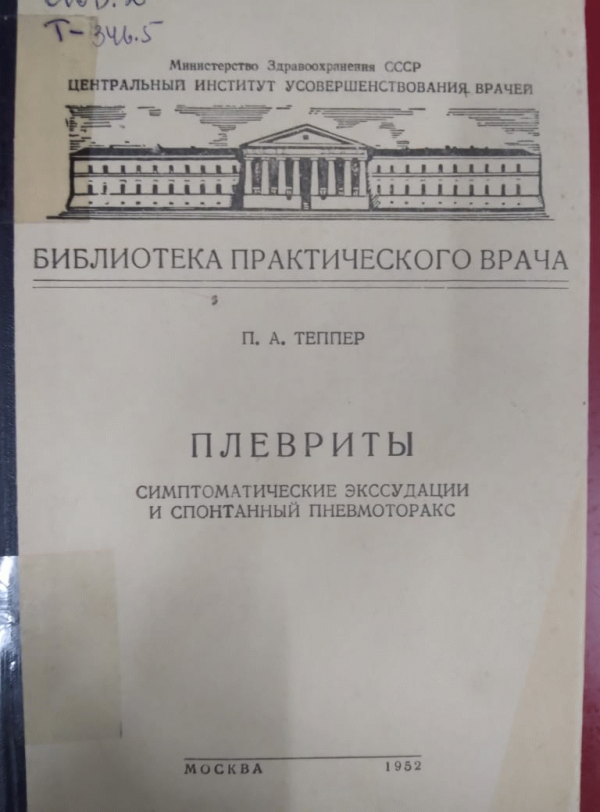 Т-346.5
Министерство Здравоохранения СССР
ЦЕНТРАЛЬНЫЙ ИНСТИТУТ УСОВЕРШЕНСТВОВАНИЯ ВРАЧЕЙ
БИБЛИОТЕКА ПРАКТИЧЕСКОГО ВРАЧА
П. А. ТЕППЕР
ПЛЕВРИТЫ
СИМПТОМАТИЧЕСКИЕ ЭКССУДАЦИИ
И СПОНТАННЫЙ ПНЕВМОТОРАКС
МОСКВА 1952